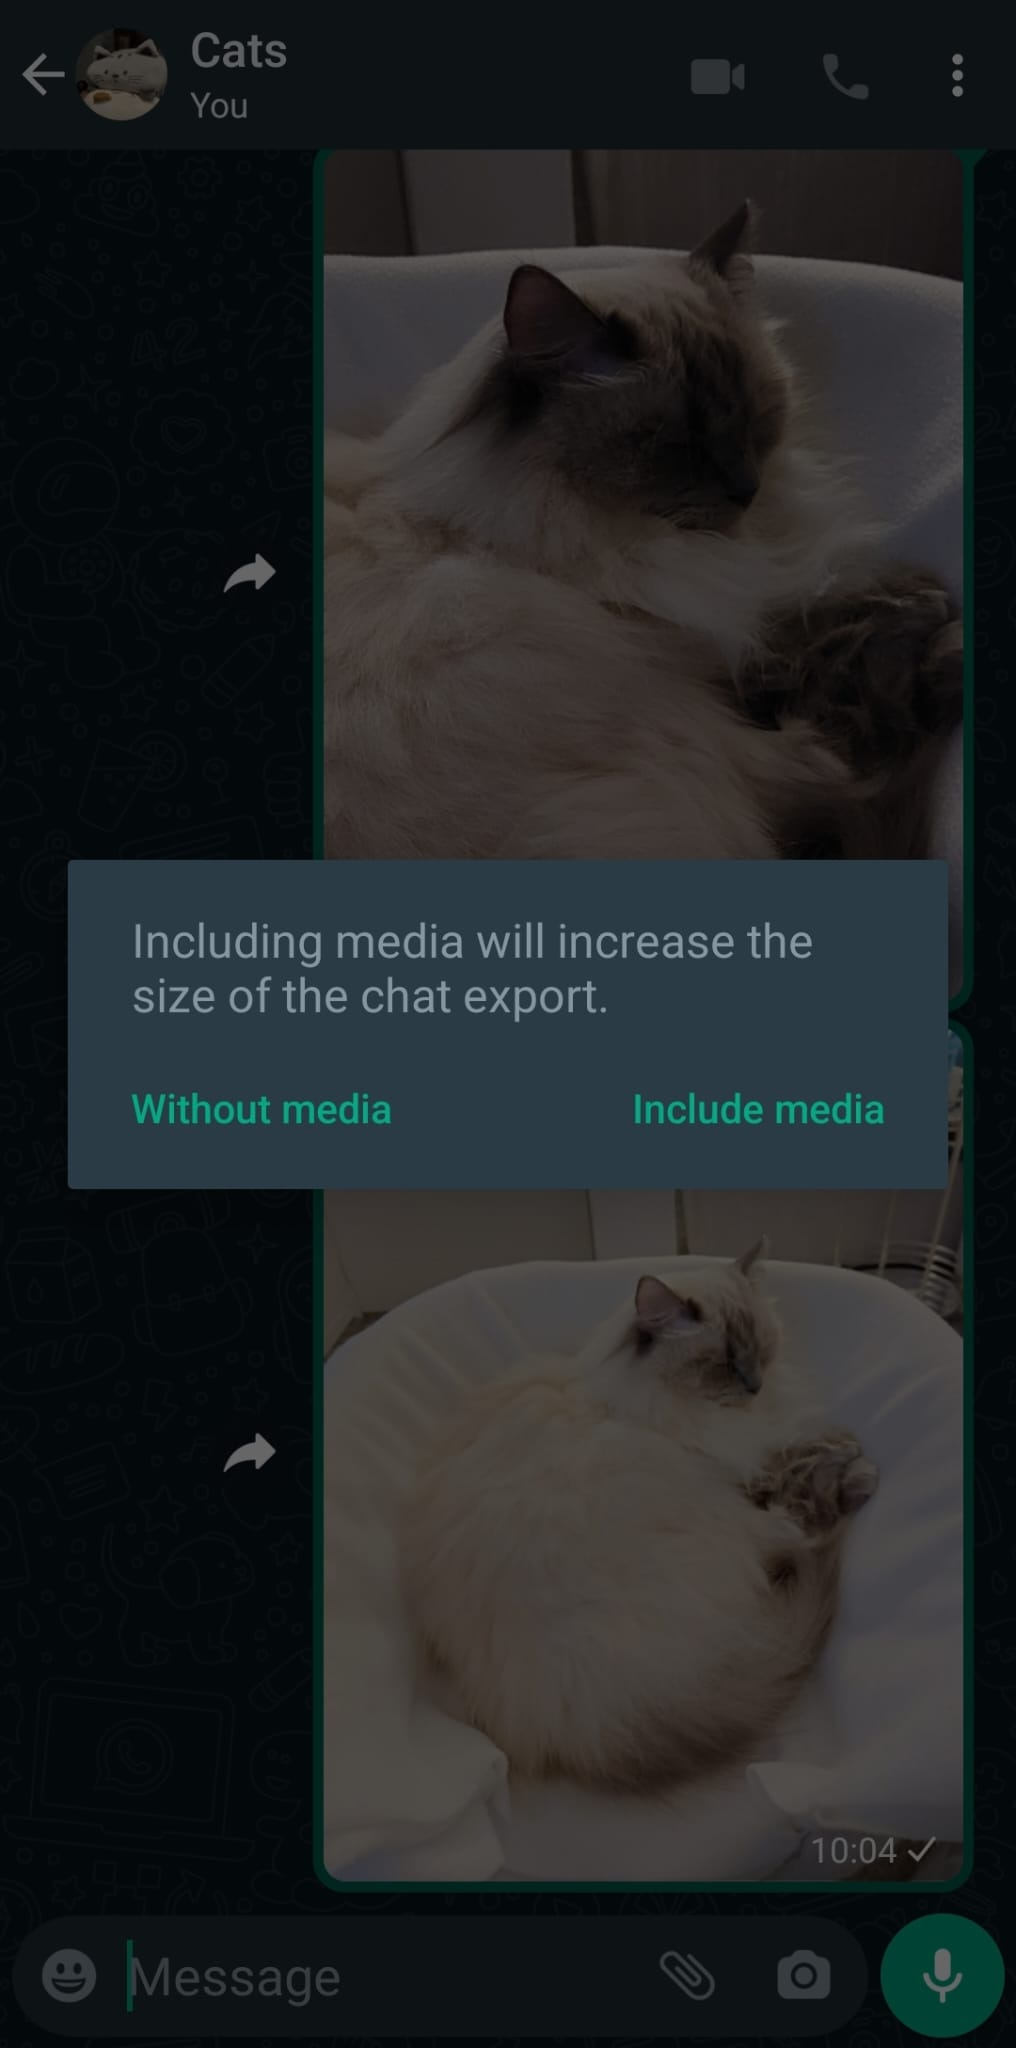 Cats
You
Including media will increase the
size of the chat export.
Without media
Include media
10:04
Message